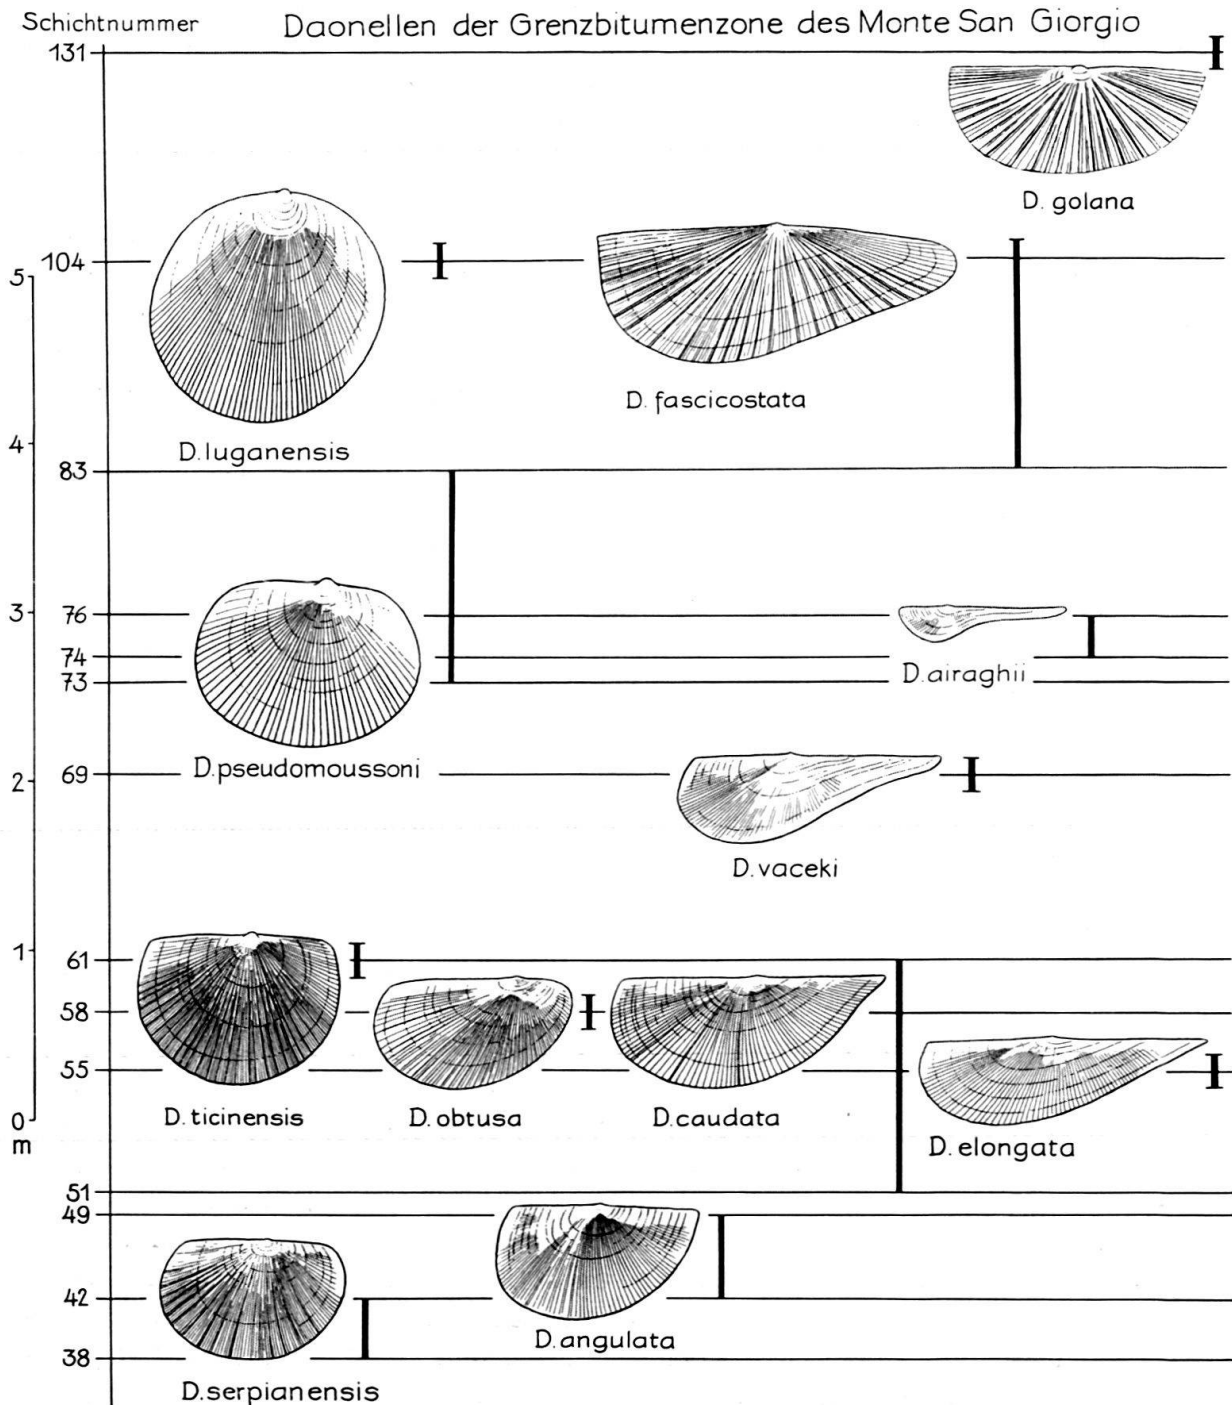 Schichtnummer
Daonellen der Grenzbitumenzone des Monte San Giorgio
131
D. golana
104
5
D. fascicostata
4
D. luganensis
83
3
76
74
D. airaghii
73
2
69
D. pseudomoussoni
D. vaceki
1
61
58
55
0
m
D. ticinensis
D. obtusa
D. caudata
D. elongata
51
49
42
D. angulata
38
D. serpianensis